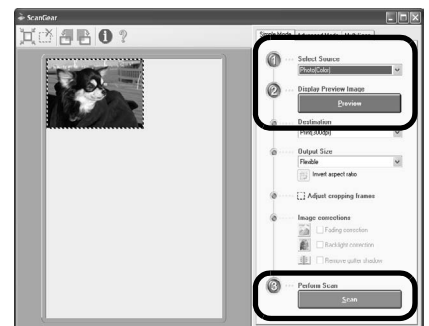 ScanGear
Simple Mode
1 Select Source
Photo(Color)
2 Display Preview Image
Preview
Destination
Print(300dpi)
Output Size
Flexible
Invert aspect ratio
Adjust cropping frames
Image corrections
Fading correction
Backlight correction
Remove gutter shadow
3 Perform Scan
Scan